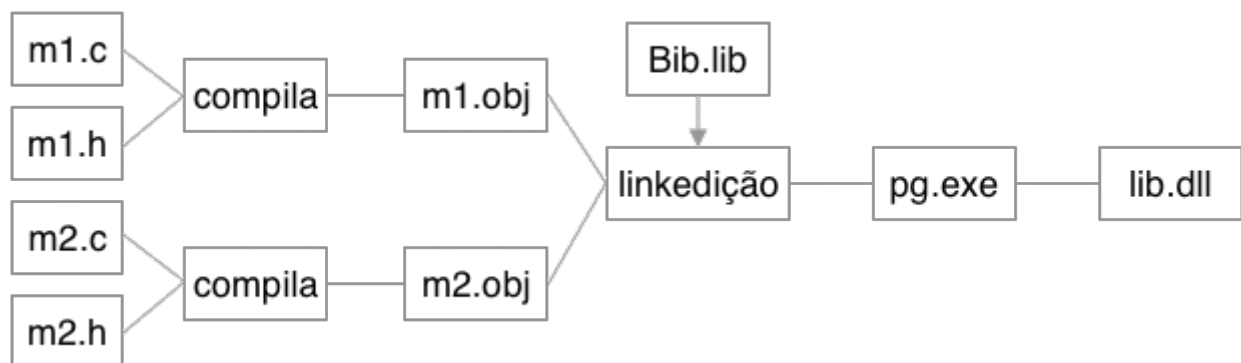 m1.c
m1.h
compila
m1.obj
m2.c
m2.h
compila
m2.obj
Bib.lib
linkedição
pg.exe
lib.dll